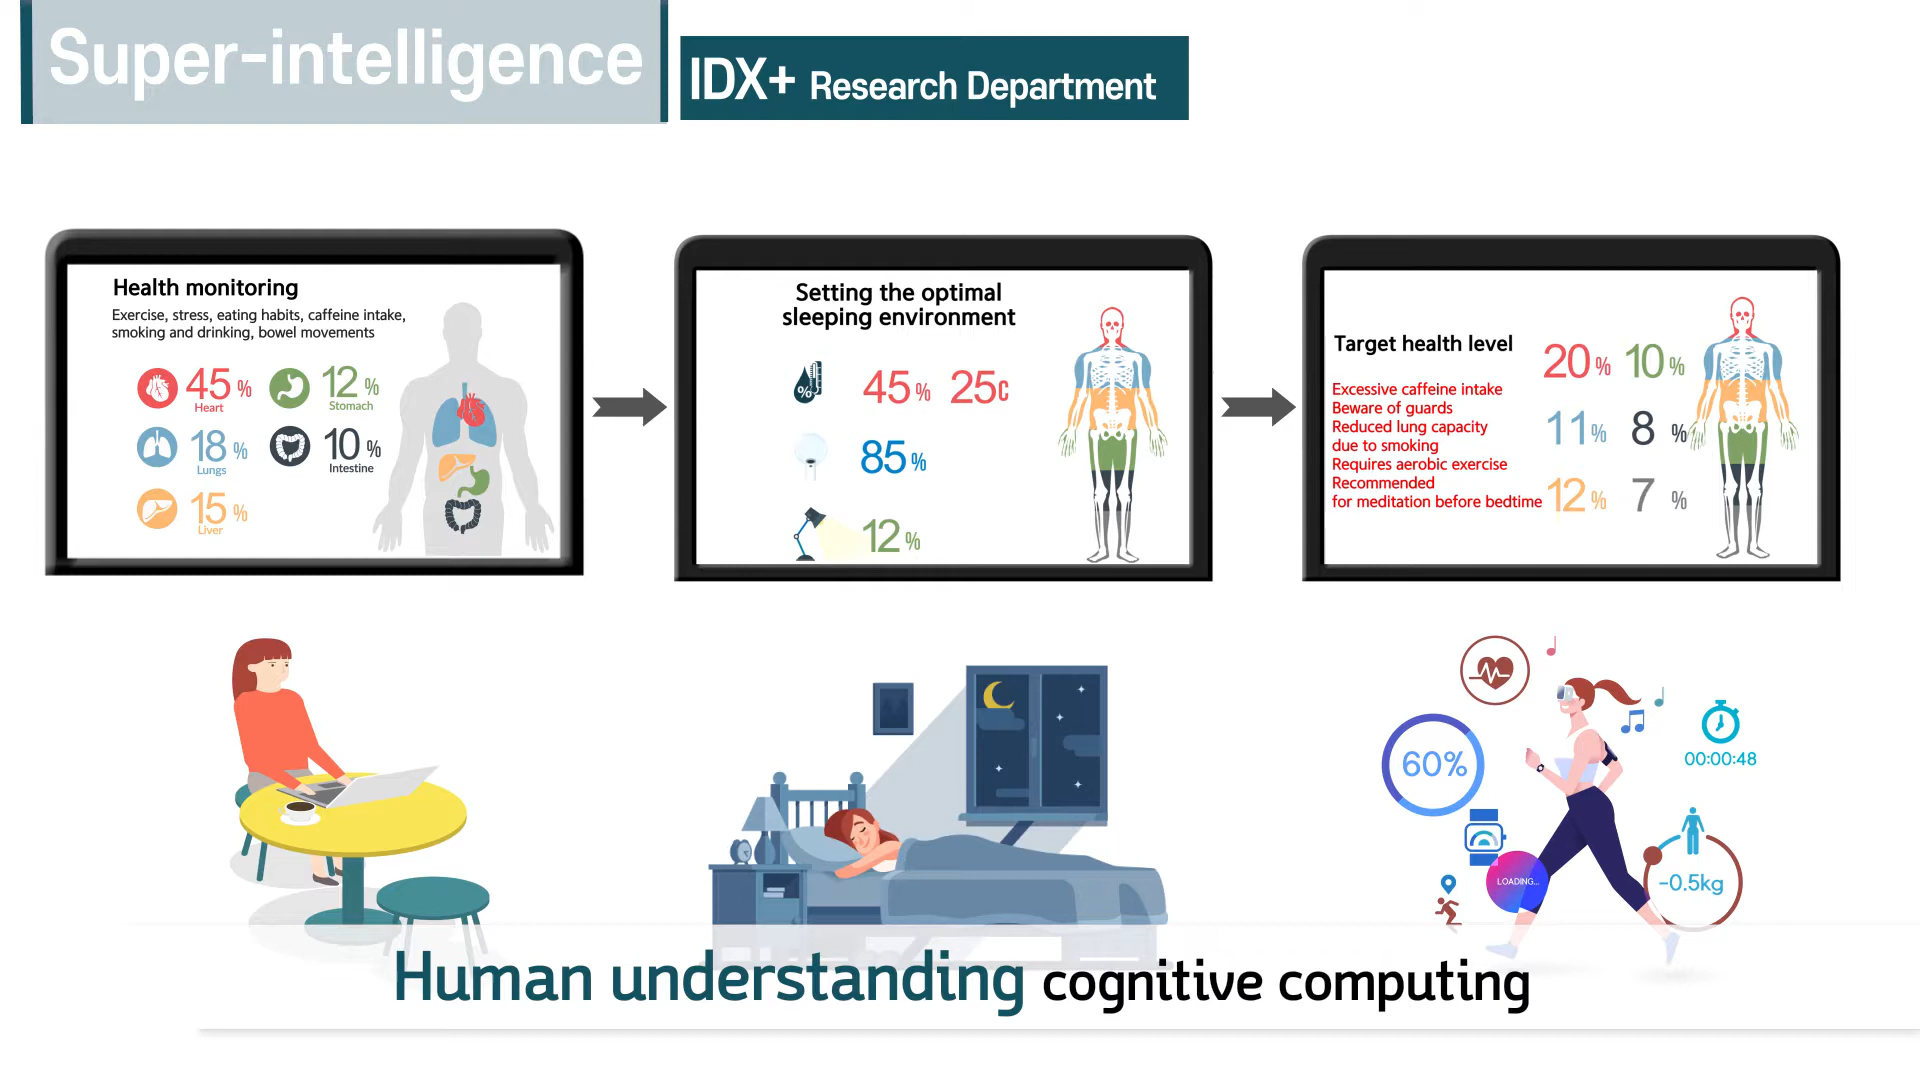 Super-intelligence
IDX+ Research Department
Health monitoring
Exercise, stress, eating habits, caffeine intake,
smoking and drinking, bowel movements
45 %
Heart
12 %
Stomach
18 %
Lungs
10 %
Intestine
15 %
Liver
Setting the optimal
sleeping environment
%
45 % 25c
85 %
12 %
Target health level
Excessive caffeine intake
Beware of guards
Reduced lung capacity
due to smoking
Requires aerobic exercise
Recommended
for meditation before bedtime
20 % 10 %
11 % 8 %
12 % 7 %
60%
00:00:48
LOADING...
-0.5kg
Human understanding cognitive computing